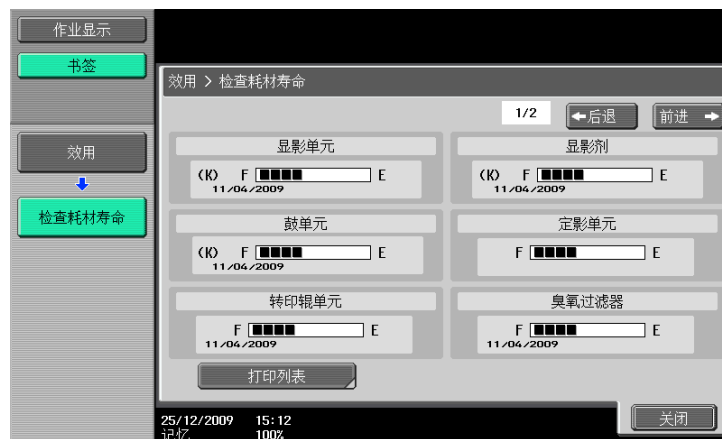 作业显示
书签
效用 > 检查耗材寿命
1/2 ←后退 前进 →
效用
检查耗材寿命
显影单元 显影剂
(K) F E (K) F E
11/04/2009 11/04/2009
鼓单元 定影单元
(K) F E F E
11/04/2009
转印辊单元 臭氧过滤器
F E F E
11/04/2009 11/04/2009
打印列表
25/12/2009 15:12 关闭
记忆 100%